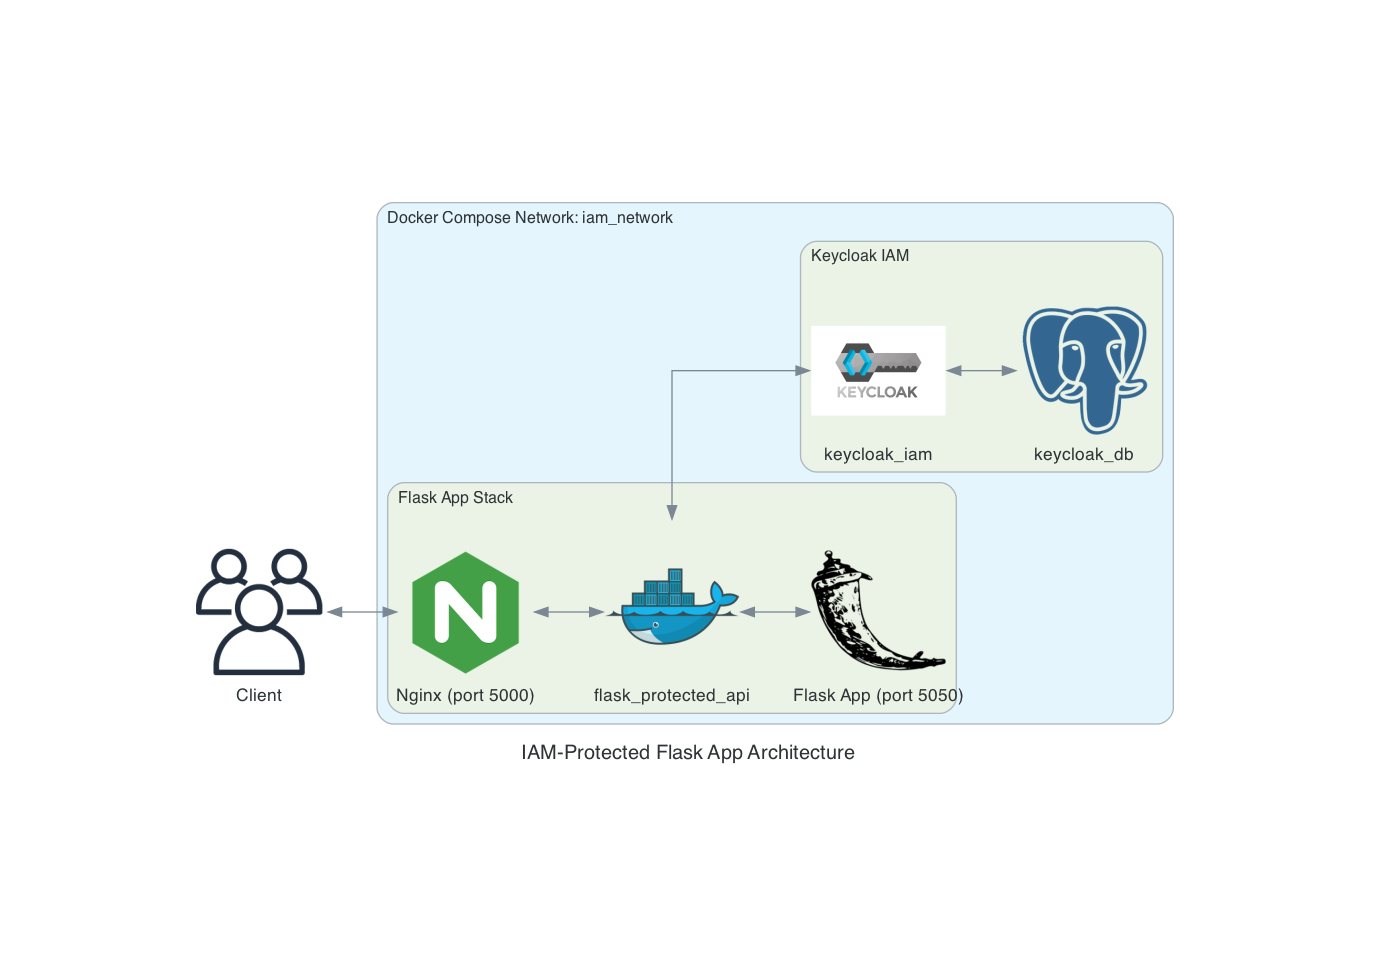 Docker Compose Network: iam_network
Keycloak IAM
KEYCLOAK
keycloak_iam
keycloak_db
Flask App Stack
N
Client
Nginx (port 5000)
flask_protected_api
Flask App (port 5050)
IAM-Protected Flask App Architecture